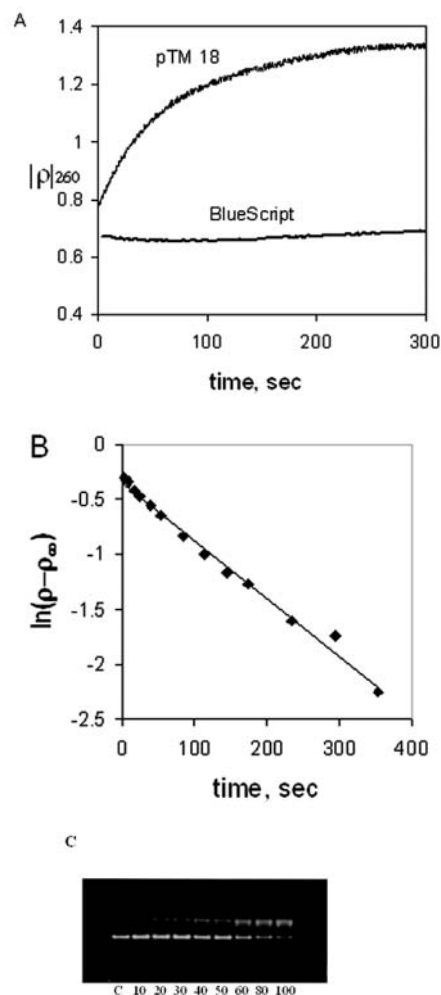 A
1.4
pTM 18
1.2
1
|ρ|260
0.8
BlueScript
0.6
0.4
0 100 200 300
time, sec
B
0
-0.5
-1
-1.5
-2
-2.5
ln(ρ-ρ∞)
0 100 200 300 400
time, sec
C
C 10 20 30 40 50 60 80 100